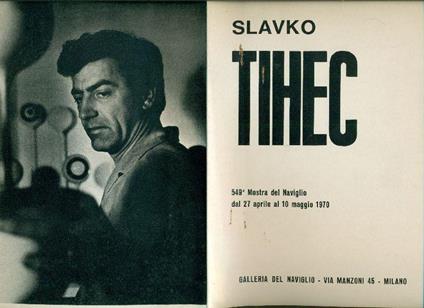 SLAVKO
TIHEC
549ª Mostra del Naviglio
dal 27 aprile al 10 maggio 1970
GALLERIA DEL NAVIGLIO - VIA MANZONI 45 - MILANO